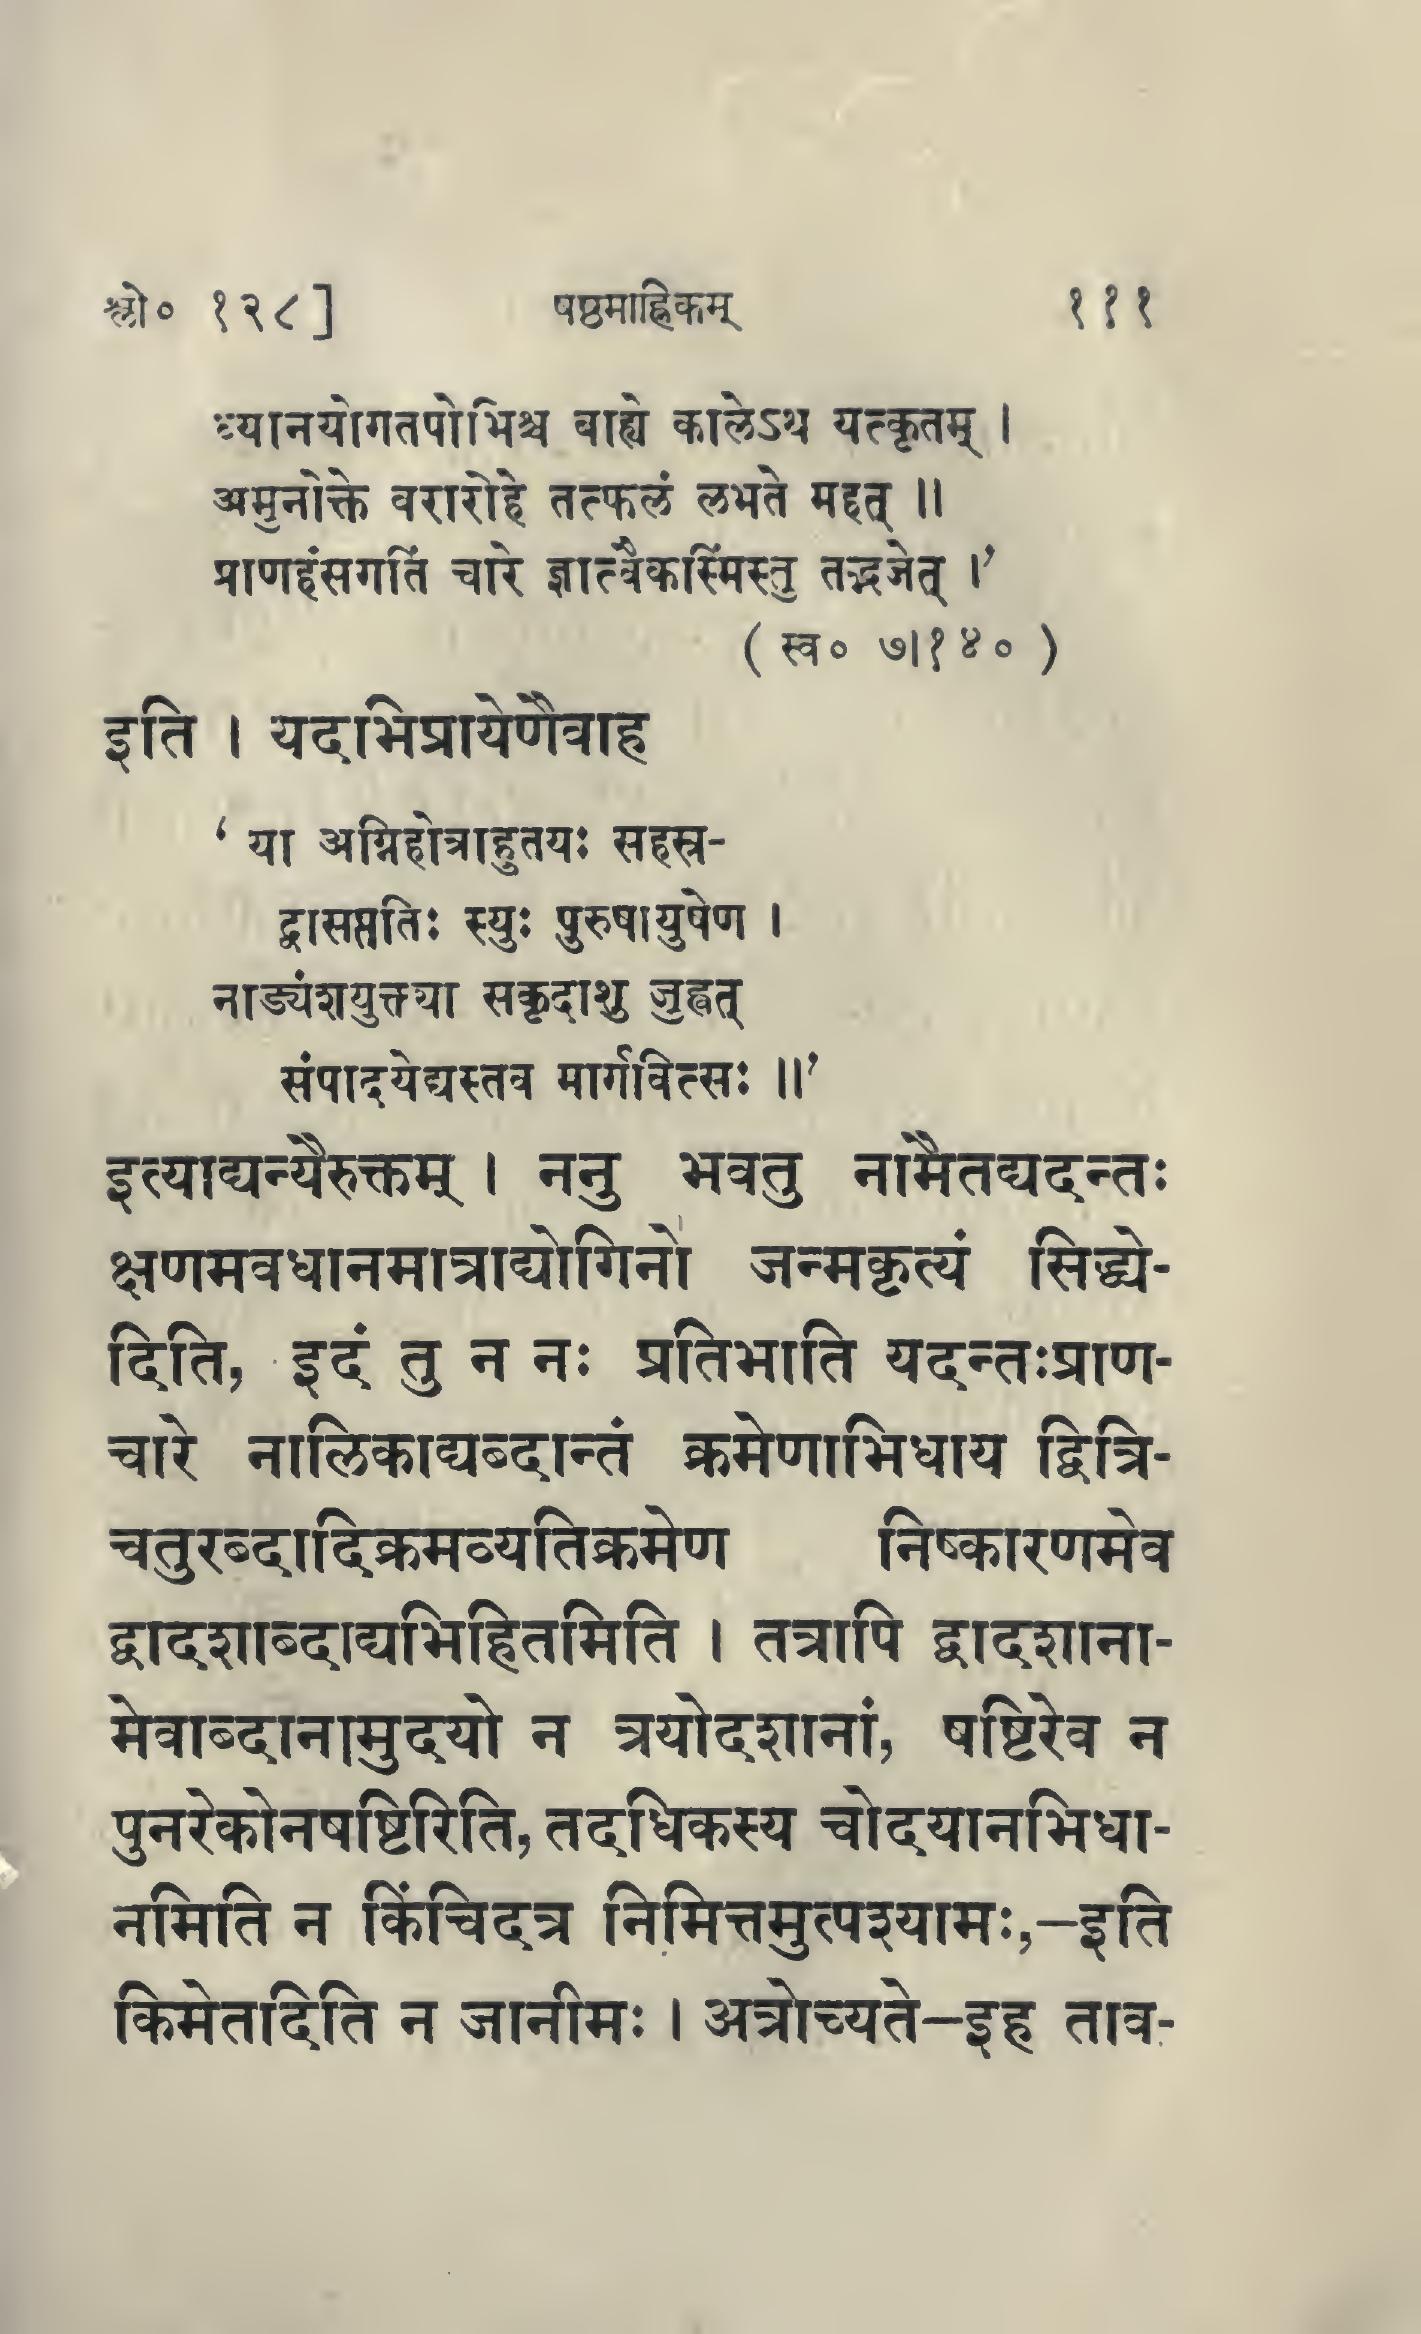 श्लो० १२८]   षष्ठमाह्निकम्   १११
ध्यानयोगतपोभिश्च बाह्ये कालेऽथ यत्कृतम् ।
अमुनोक्ते वरारोहे तत्फलं लभते महत् ॥
प्राणहंसगतिं चारे ज्ञात्वैकस्मिंस्तु तद्भजेत् ।’
( स्व० ७।१४० )
इति । यदाभिप्रायेणैवाह
‘ या अग्निहोत्राहुतयः सहस्र-
द्वासप्ततिः स्युः पुरुषायुषेण ।
नाड्यंशयुक्त्या सकृदाशु जुह्वत्
संपादयेद्यस्तव मार्गवित्सः ॥’
इत्याद्यन्यैरुक्तम् । ननु भवतु नामैतद्यदन्तः
क्षणमवधानमात्राद्योगिनो जन्मकृत्यं सिद्ध्ये-
दिति, इदं तु न नः प्रतिभाति यदन्तःप्राण-
चारे नालिकाद्यब्दान्तं क्रमेणाभिधाय द्वित्रि-
चतुरब्दादिक्रमव्यतिक्रमेण निष्कारणमेव
द्वादशाब्दाद्यभिहितमिति । तत्रापि द्वादशाना-
मेवाब्दानामुदयो न त्रयोदशानां, षष्टिरेव न
पुनरेकोनषष्टिरिति, तदधिकस्य चोदयानभिधा-
नमिति न किंचिदत्र निमित्तमुत्पश्यामः,—इति
किमेतदिति न जानीमः । अत्रोच्यते—इह ताव-